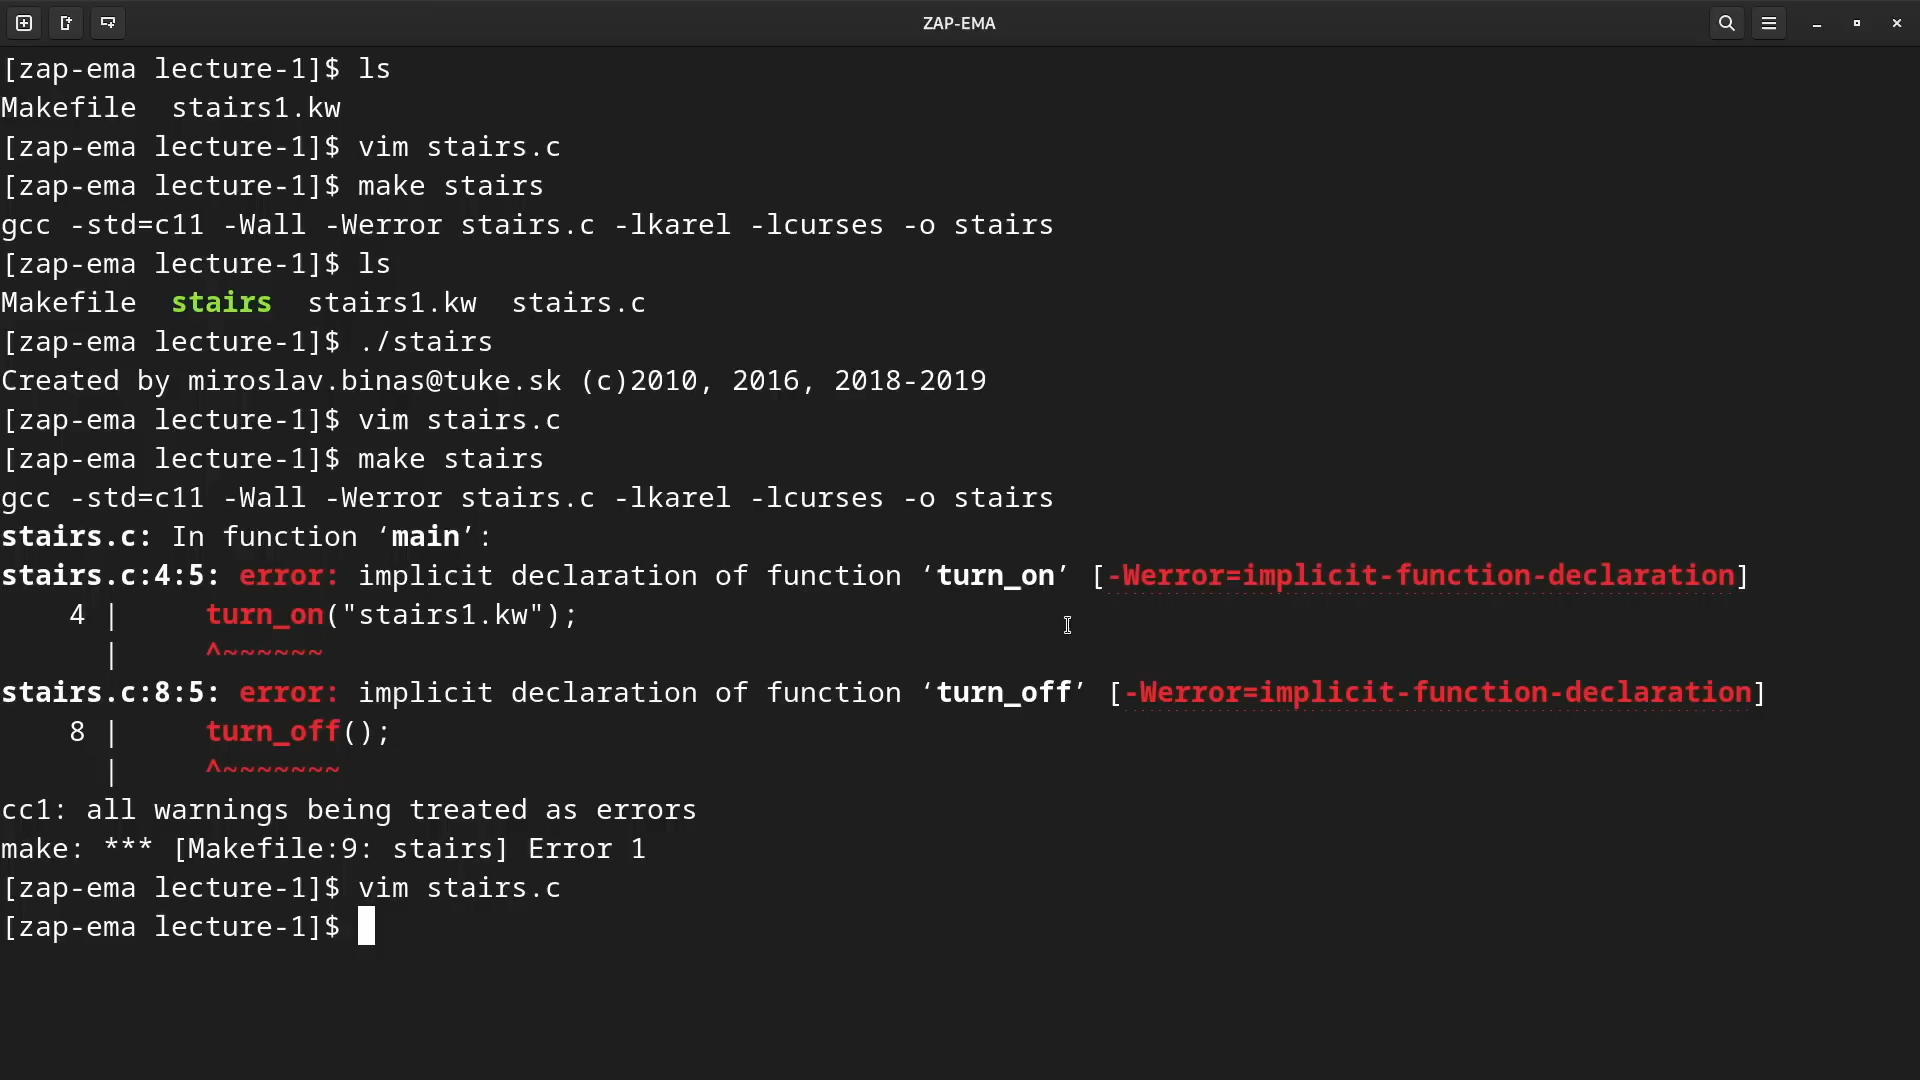 ZAP-EMA
[zap-ema lecture-1]$ ls
Makefile  stairs1.kw
[zap-ema lecture-1]$ vim stairs.c
[zap-ema lecture-1]$ make stairs
gcc -std=c11 -Wall -Werror stairs.c -lkarel -lcurses -o stairs
[zap-ema lecture-1]$ ls
Makefile  stairs  stairs1.kw  stairs.c
[zap-ema lecture-1]$ ./stairs
Created by miroslav.binas@tuke.sk (c)2010, 2016, 2018-2019
[zap-ema lecture-1]$ vim stairs.c
[zap-ema lecture-1]$ make stairs
gcc -std=c11 -Wall -Werror stairs.c -lkarel -lcurses -o stairs
stairs.c: In function ‘main’:
stairs.c:4:5: error: implicit declaration of function ‘turn_on’ [-Werror=implicit-function-declaration]
    4 |     turn_on("stairs1.kw");
      |     ^~~~~~~
stairs.c:8:5: error: implicit declaration of function ‘turn_off’ [-Werror=implicit-function-declaration]
    8 |     turn_off();
      |     ^~~~~~~~
cc1: all warnings being treated as errors
make: *** [Makefile:9: stairs] Error 1
[zap-ema lecture-1]$ vim stairs.c
[zap-ema lecture-1]$